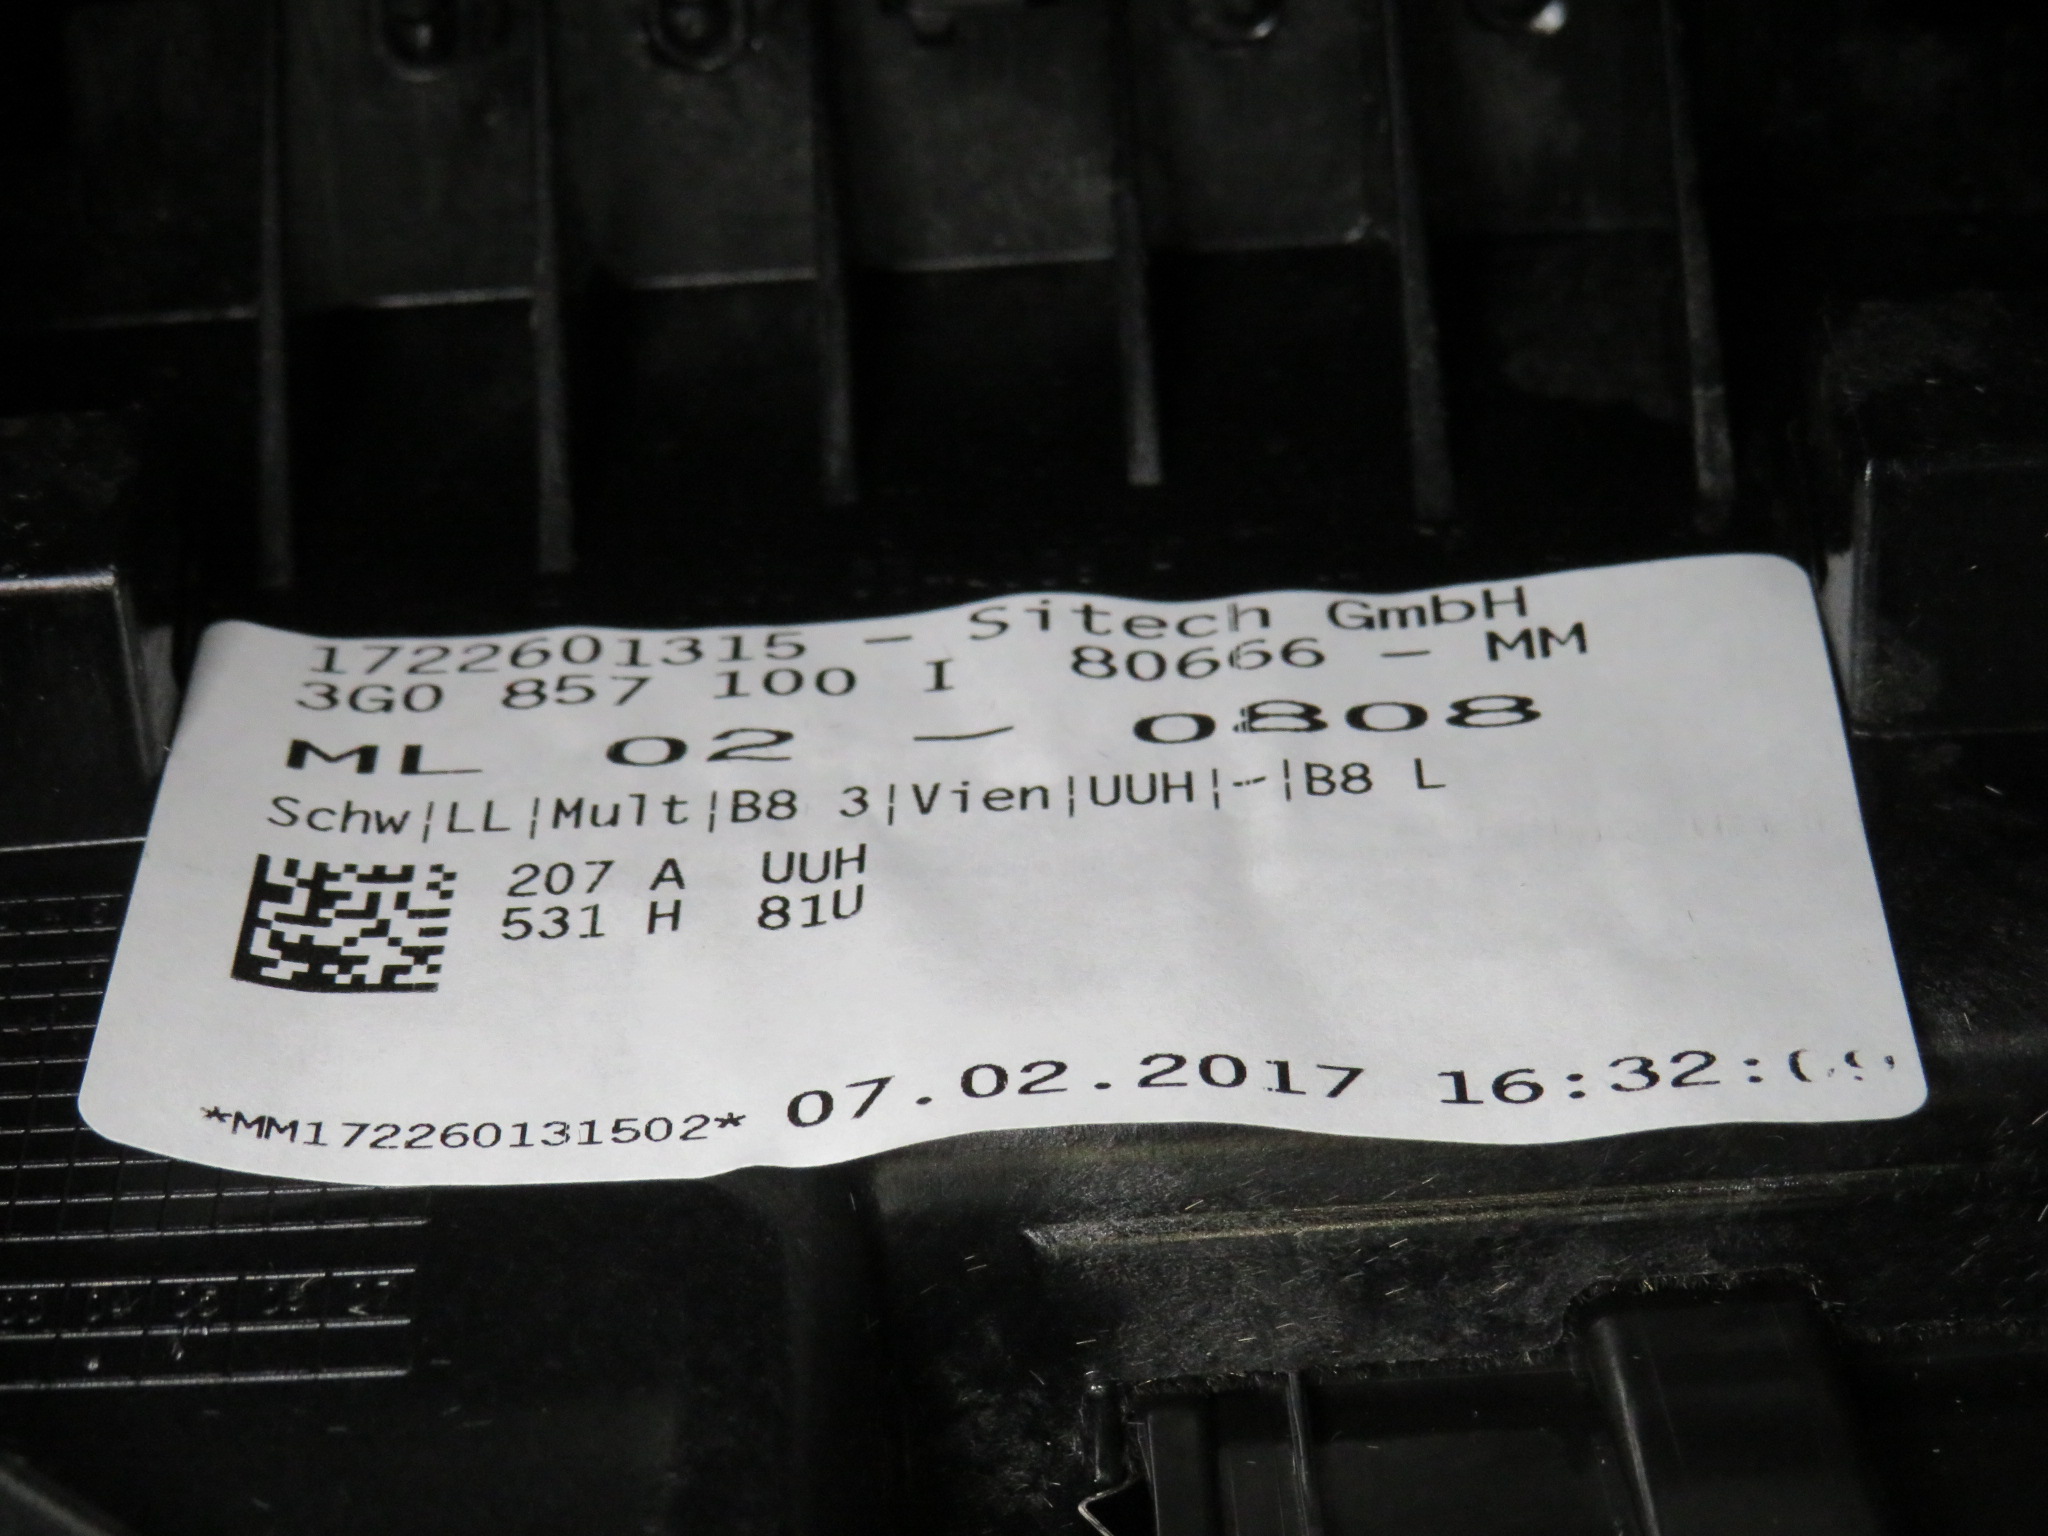 1722601315 - Sitech GmbH
3G0 857 100 I 80666 - MM
ML 02 - 0808
Schw¦LL¦Mult¦B8 3¦Vien¦UUH¦--¦B8 L
207 A UUH
531 H 81U
*MM172260131502* 07.02.2017 16:32: